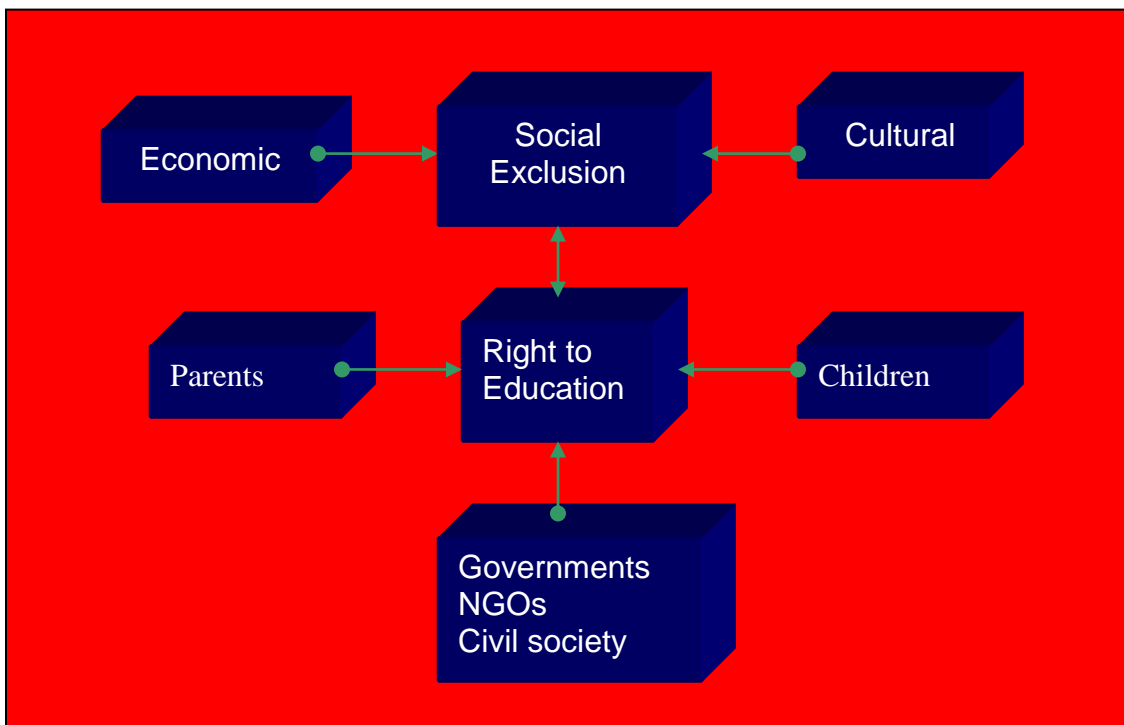 Economic
Social
Exclusion
Cultural
Parents
Right to
Education
Children
Governments
NGOs
Civil society